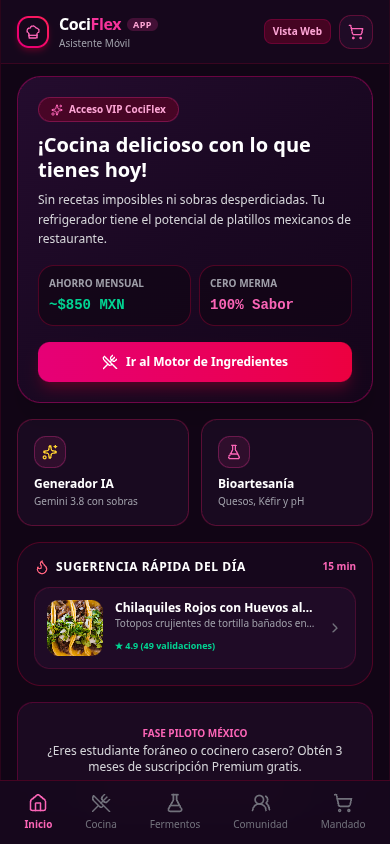 CociFlex APP
Asistente Móvil
Vista Web
Acceso VIP CociFlex
¡Cocina delicioso con lo que
tienes hoy!
Sin recetas imposibles ni sobras desperdiciadas. Tu
refrigerador tiene el potencial de platillos mexicanos de
restaurante.
AHORRO MENSUAL
~$850 MXN
CERO MERMA
100% Sabor
Ir al Motor de Ingredientes
Generador IA
Gemini 3.8 con sobras
Bioartesanía
Quesos, Kéfir y pH
SUGERENCIA RÁPIDA DEL DÍA
15 min
Chilaquiles Rojos con Huevos al...
Totopos crujientes de tortilla bañados en...
★ 4.9 (49 validaciones)
FASE PILOTO MÉXICO
¿Eres estudiante foráneo o cocinero casero? Obtén 3
meses de suscripción Premium gratis.
Inicio
Cocina
Fermentos
Comunidad
Mandado